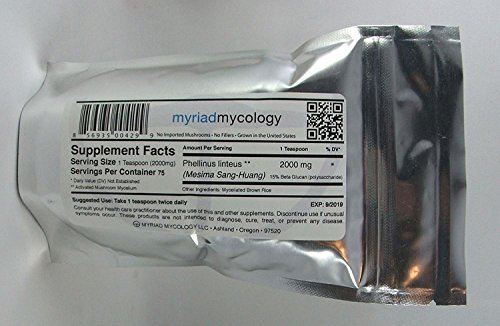 myriadmycology
8 56935 00429 9
No Imported Mushrooms • No Fillers • Grown in the United States
Supplement Facts
Serving Size 1 Teaspoon (2000mg)
Servings Per Container 75
* Daily Value (DV) Not Established
** Activated Mushroom Mycelium
Amount Per Serving 1 Teaspoon % DV*
Phellinus linteus ** 2000 mg *
(Mesima Sang-Huang) 15% Beta Glucan (polysaccharide)
Other Ingredients: Myceliated Brown Rice
Suggested Use: Take 1 teaspoon twice daily EXP: 9/2019
Consult your health care practitioner about the use of this and other supplements. Discontinue use if unusual
symptoms occur. These products are not intended to diagnose, cure, treat, or prevent any disease.
MYRIAD MYCOLOGY LLC - Ashland - Oregon - 97520